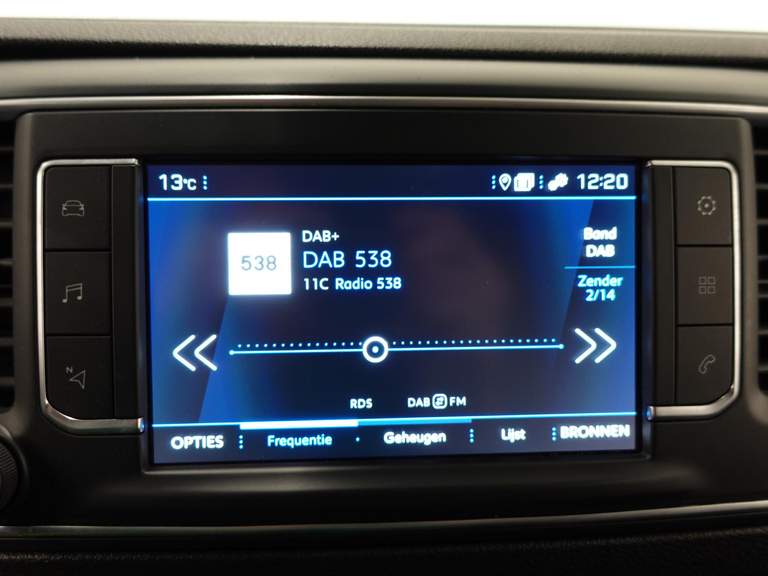 13°C
12:20
538
DAB+
DAB 538
11C Radio 538
Band
DAB
Zender
2/14
RDS
DAB FM
OPTIES
Frequentie
Geheugen
Lijst
BRONNEN
N